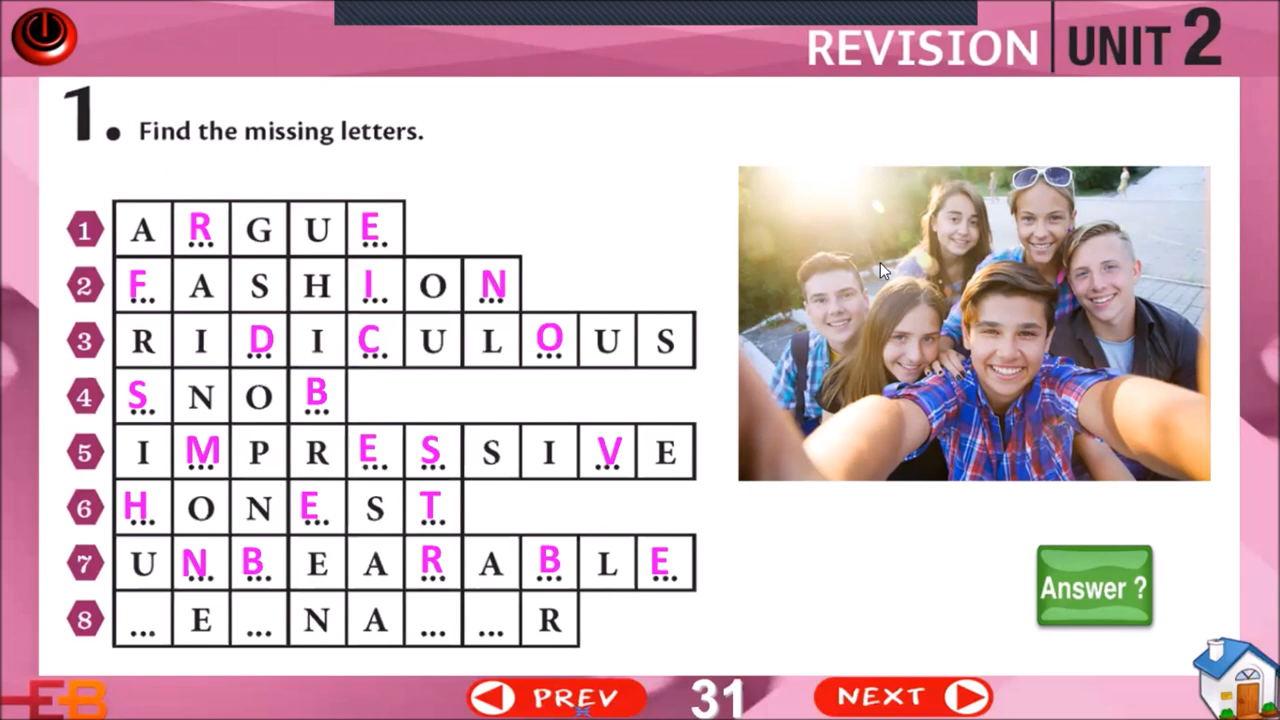 REVISION UNIT 2
1. Find the missing letters.
1 A R G U E
2 F A S H I O N
3 R I D I C U L O U S
4 S N O B
5 I M P R E S S I V E
6 H O N E S T
7 U N B E A R A B L E
8 ... E ... N A ... ... R
Answer ?
EB
PREV 31 NEXT